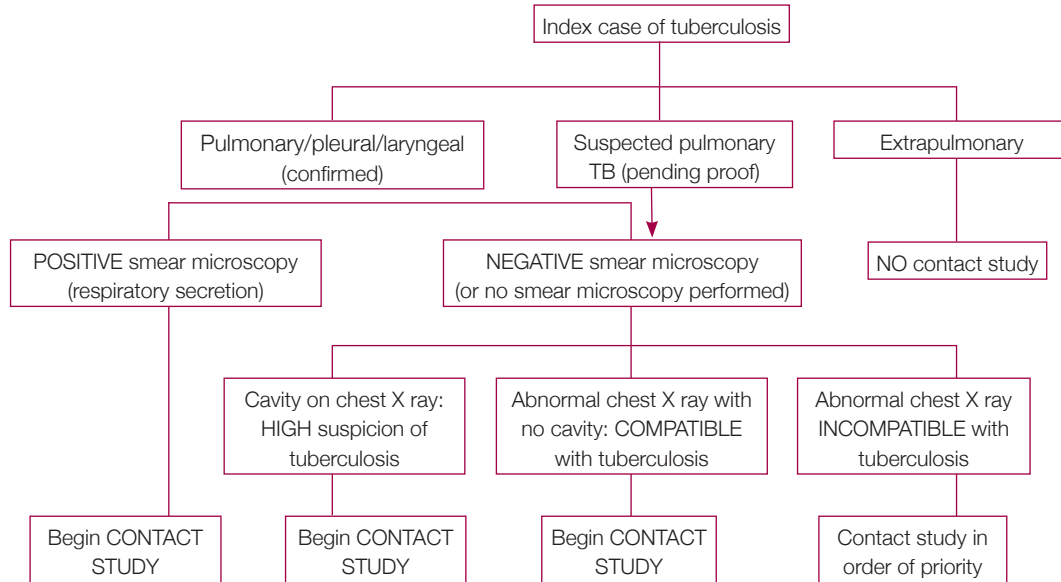 Index case of tuberculosis
Pulmonary/pleural/laryngeal
(confirmed)
Suspected pulmonary
TB (pending proof)
Extrapulmonary
POSITIVE smear microscopy
(respiratory secretion)
NEGATIVE smear microscopy
(or no smear microscopy performed)
NO contact study
Cavity on chest X ray:
HIGH suspicion of
tuberculosis
Abnormal chest X ray with
no cavity: COMPATIBLE
with tuberculosis
Abnormal chest X ray
INCOMPATIBLE with
tuberculosis
Begin CONTACT
STUDY
Begin CONTACT
STUDY
Begin CONTACT
STUDY
Contact study in
order of priority